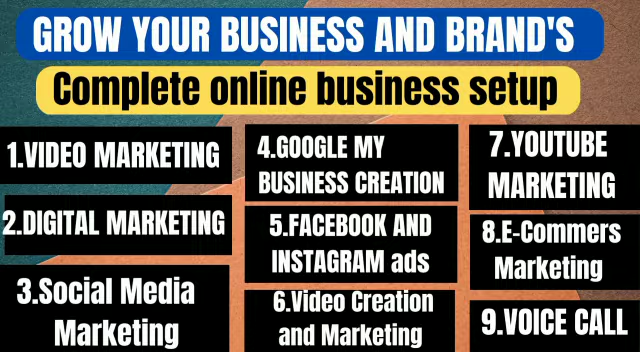 GROW YOUR BUSINESS AND BRAND'S
Complete online business setup
1.VIDEO MARKETING
2.DIGITAL MARKETING
3.Social Media
Marketing
4.GOOGLE MY
BUSINESS CREATION
5.FACEBOOK AND
INSTAGRAM ads
6.Video Creation
and Marketing
7.YOUTUBE
MARKETING
8.E-Commers
Marketing
9.VOICE CALL